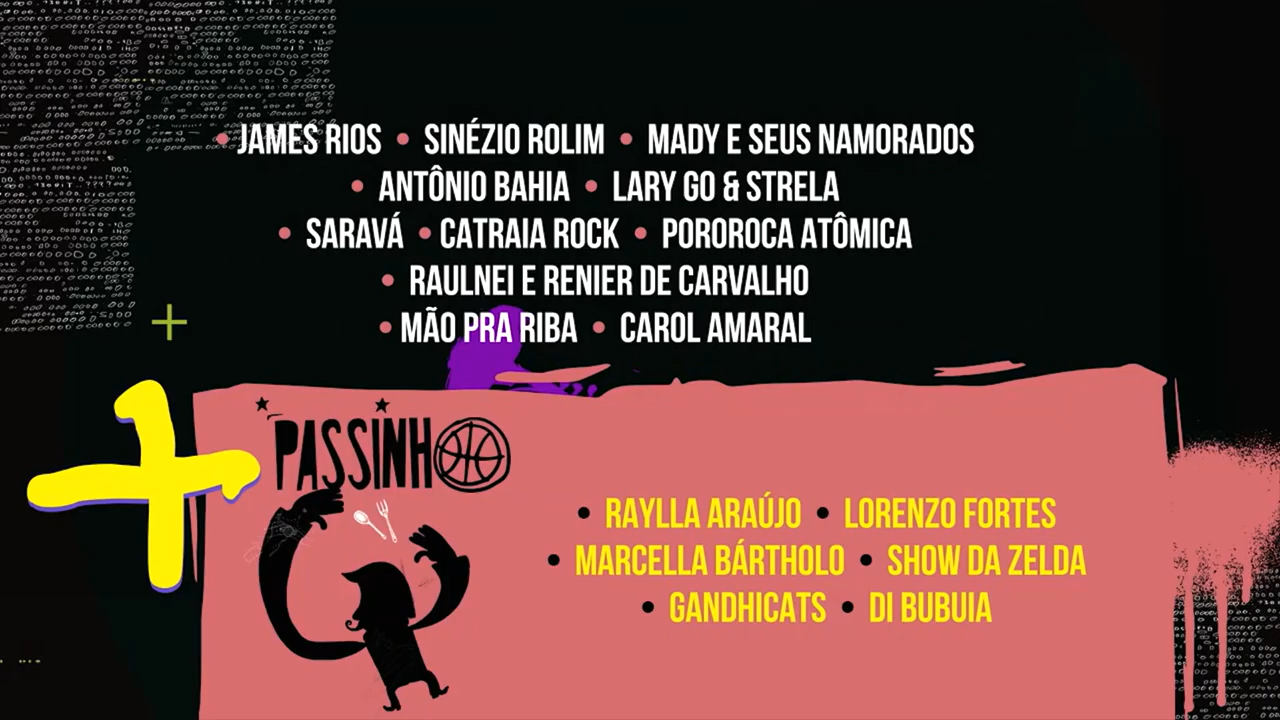 • JAMES RIOS • SINÉZIO ROLIM • MADY E SEUS NAMORADOS
• ANTÔNIO BAHIA • LARY GO & STRELA
• SARAVÁ • CATRAIA ROCK • POROROCA ATÔMICA
• RAULNEI E RENIER DE CARVALHO
• MÃO PRA RIBA • CAROL AMARAL
PASSINHO
• RAYLLA ARAÚJO • LORENZO FORTES
• MARCELLA BÁRTHOLO • SHOW DA ZELDA
• GANDHICATS • DI BUBUIA